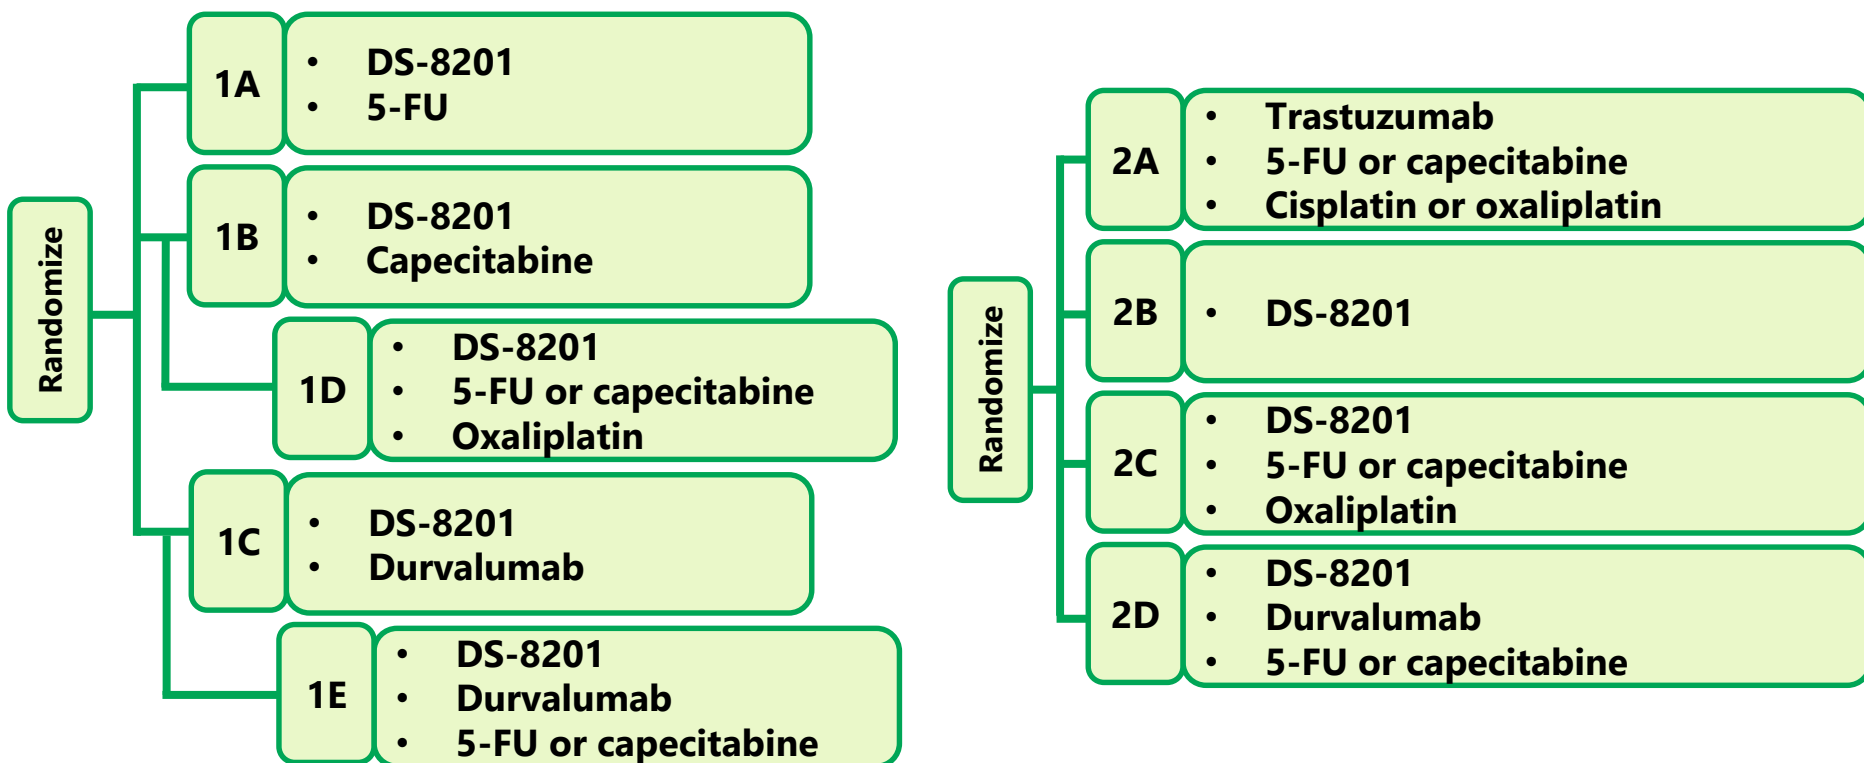 Randomize
1A
DS-8201
5-FU
1B
DS-8201
Capecitabine
1D
DS-8201
5-FU or capecitabine
Oxaliplatin
1C
DS-8201
Durvalumab
1E
DS-8201
Durvalumab
5-FU or capecitabine
Randomize
2A
Trastuzumab
5-FU or capecitabine
Cisplatin or oxaliplatin
2B
DS-8201
2C
DS-8201
5-FU or capecitabine
Oxaliplatin
2D
DS-8201
Durvalumab
5-FU or capecitabine